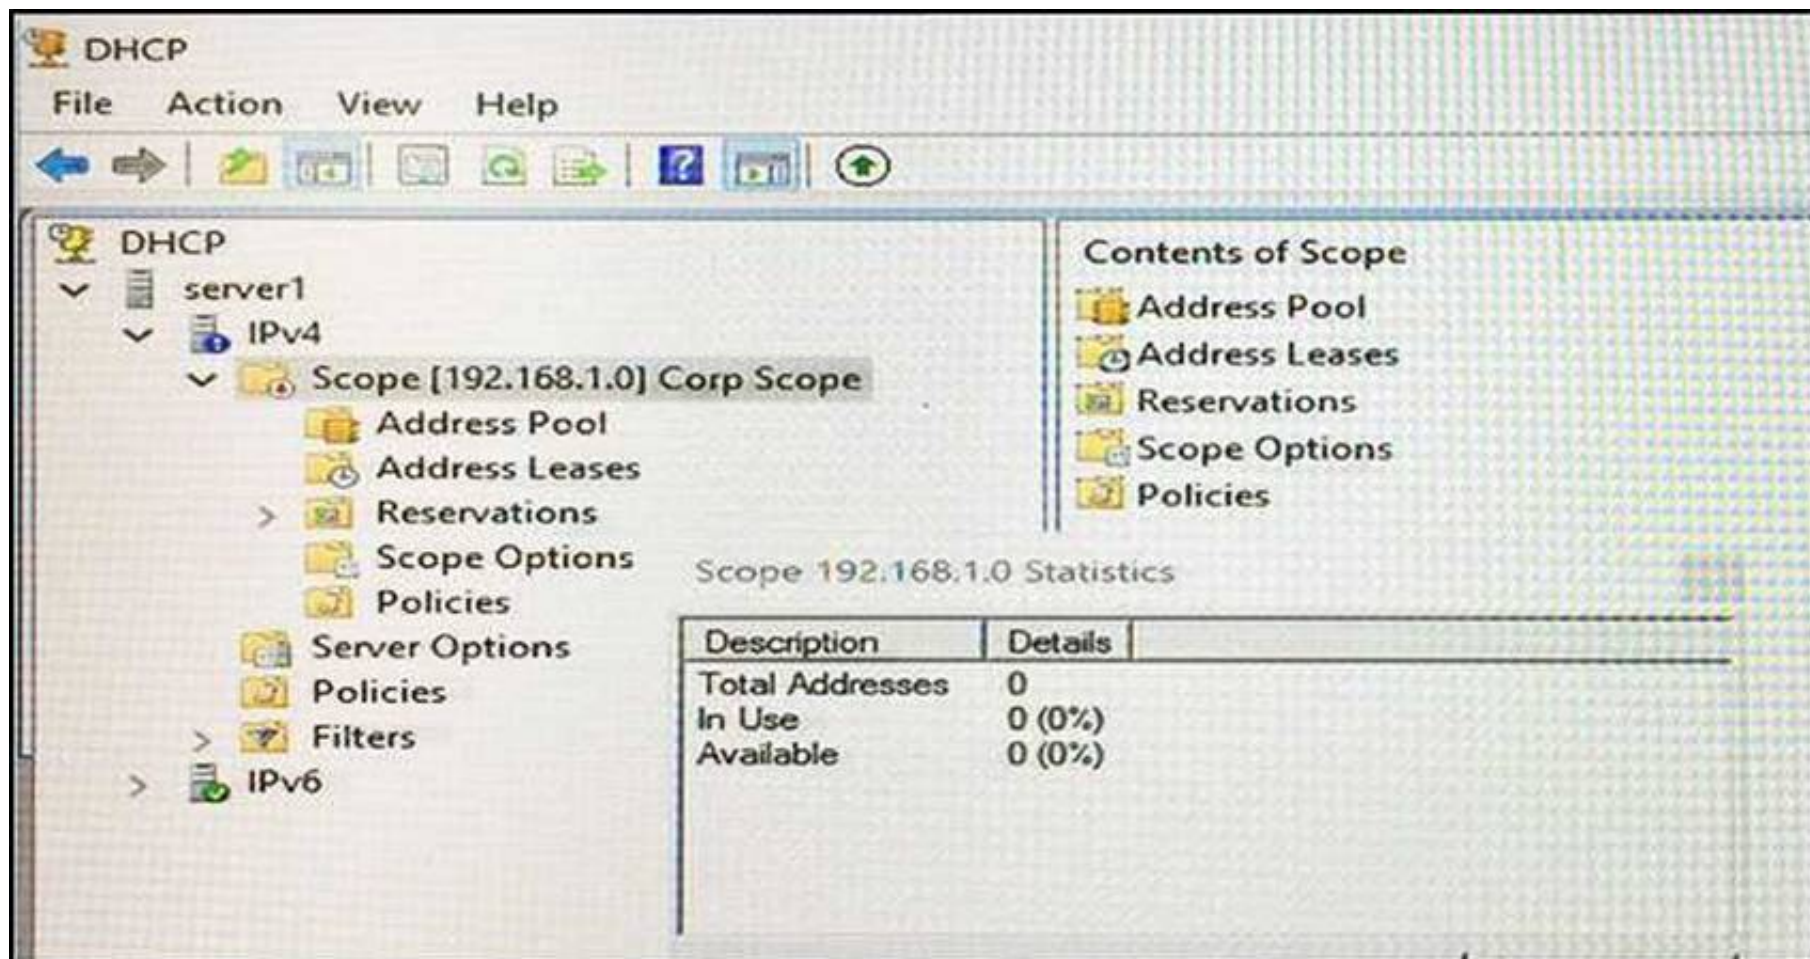 DHCP
File Action View Help
DHCP
server1
IPv4
Scope [192.168.1.0] Corp Scope
Address Pool
Address Leases
Reservations
Scope Options
Policies
Server Options
Policies
Filters
IPv6
Contents of Scope
Address Pool
Address Leases
Reservations
Scope Options
Policies
Scope 192.168.1.0 Statistics
Description Details
Total Addresses 0
In Use 0 (0%)
Available 0 (0%)